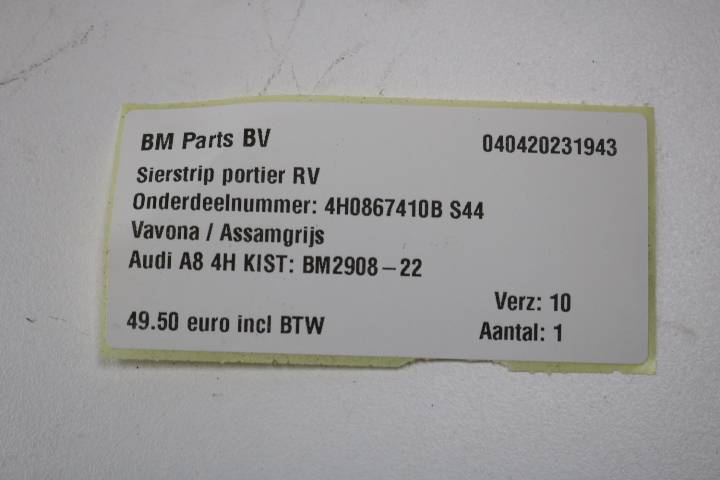 BM Parts BV 040420231943
Sierstrip portier RV
Onderdeelnummer: 4H0867410B S44
Vavona / Assamgrijs
Audi A8 4H KIST: BM2908-22
Verz: 10
49.50 euro incl BTW Aantal: 1